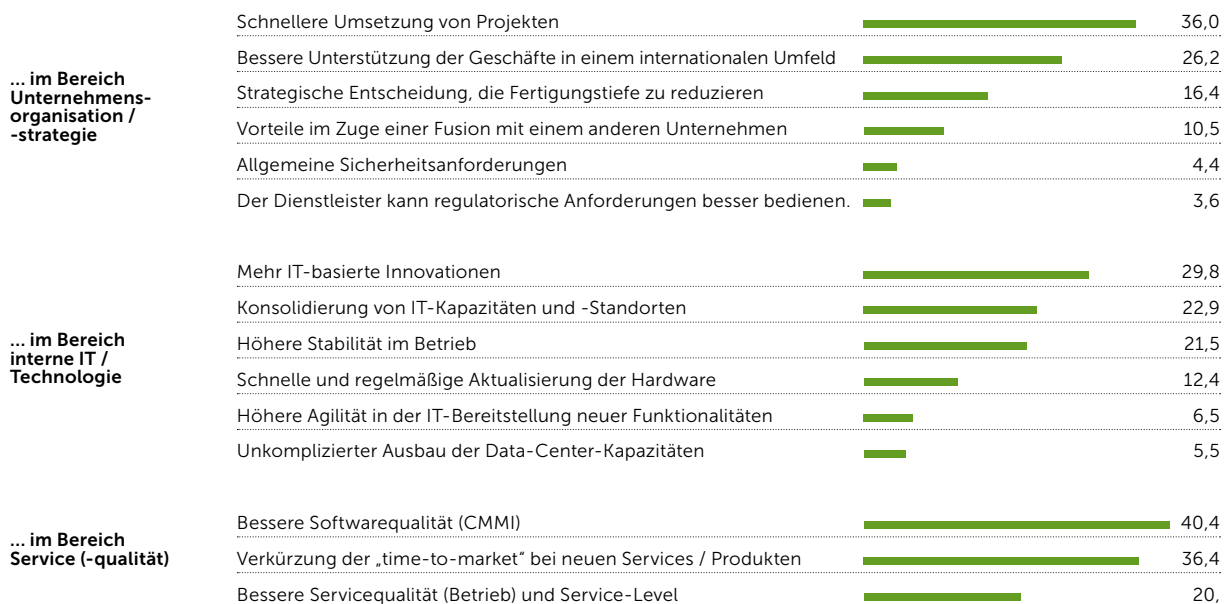 ... im Bereich
Unternehmens-
organisation /
-strategie
Schnellere Umsetzung von Projekten 36,0
Bessere Unterstützung der Geschäfte in einem internationalen Umfeld 26,2
Strategische Entscheidung, die Fertigungstiefe zu reduzieren 16,4
Vorteile im Zuge einer Fusion mit einem anderen Unternehmen 10,5
Allgemeine Sicherheitsanforderungen 4,4
Der Dienstleister kann regulatorische Anforderungen besser bedienen. 3,6
... im Bereich
interne IT /
Technologie
Mehr IT-basierte Innovationen 29,8
Konsolidierung von IT-Kapazitäten und -Standorten 22,9
Höhere Stabilität im Betrieb 21,5
Schnelle und regelmäßige Aktualisierung der Hardware 12,4
Höhere Agilität in der IT-Bereitstellung neuer Funktionalitäten 6,5
Unkomplizierter Ausbau der Data-Center-Kapazitäten 5,5
... im Bereich
Service (-qualität)
Bessere Softwarequalität (CMMI) 40,4
Verkürzung der „time-to-market“ bei neuen Services / Produkten 36,4
Bessere Servicequalität (Betrieb) und Service-Level 20,